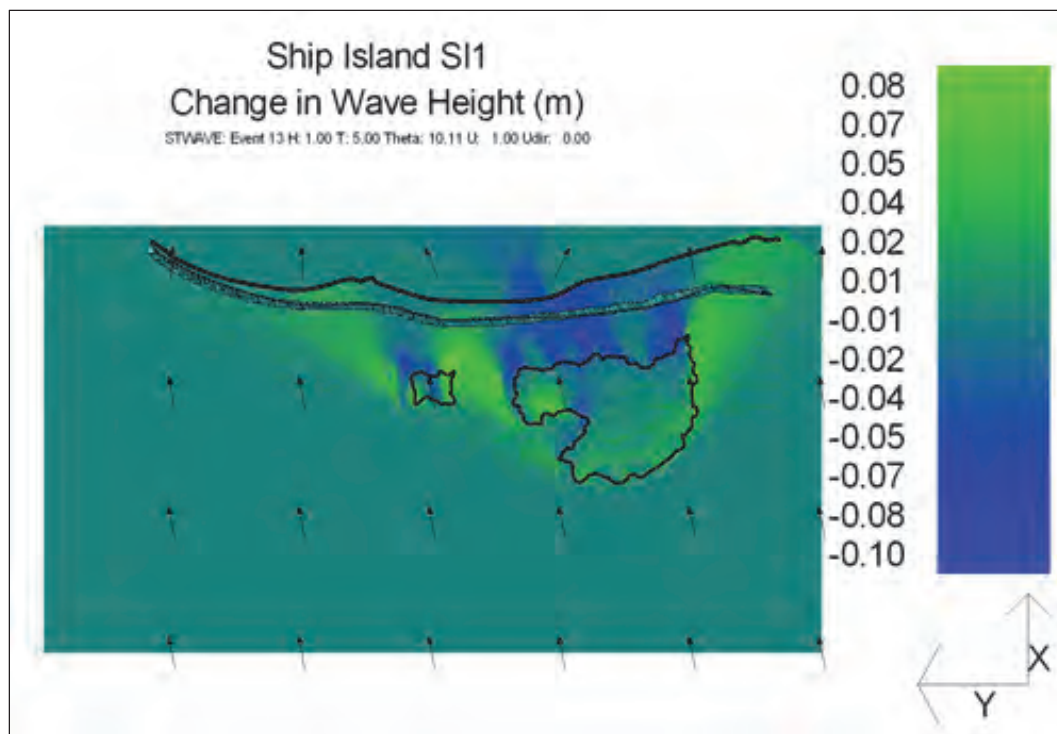 Ship Island SI1
Change in Wave Height (m)
STWAVE: Event 13 H: 1.00 T: 5.00 Theta: 10.11 U: 1.00 Udir: 0.00
0.08
0.07
0.05
0.04
0.02
0.01
-0.01
-0.02
-0.04
-0.05
-0.07
-0.08
-0.10
X
Y